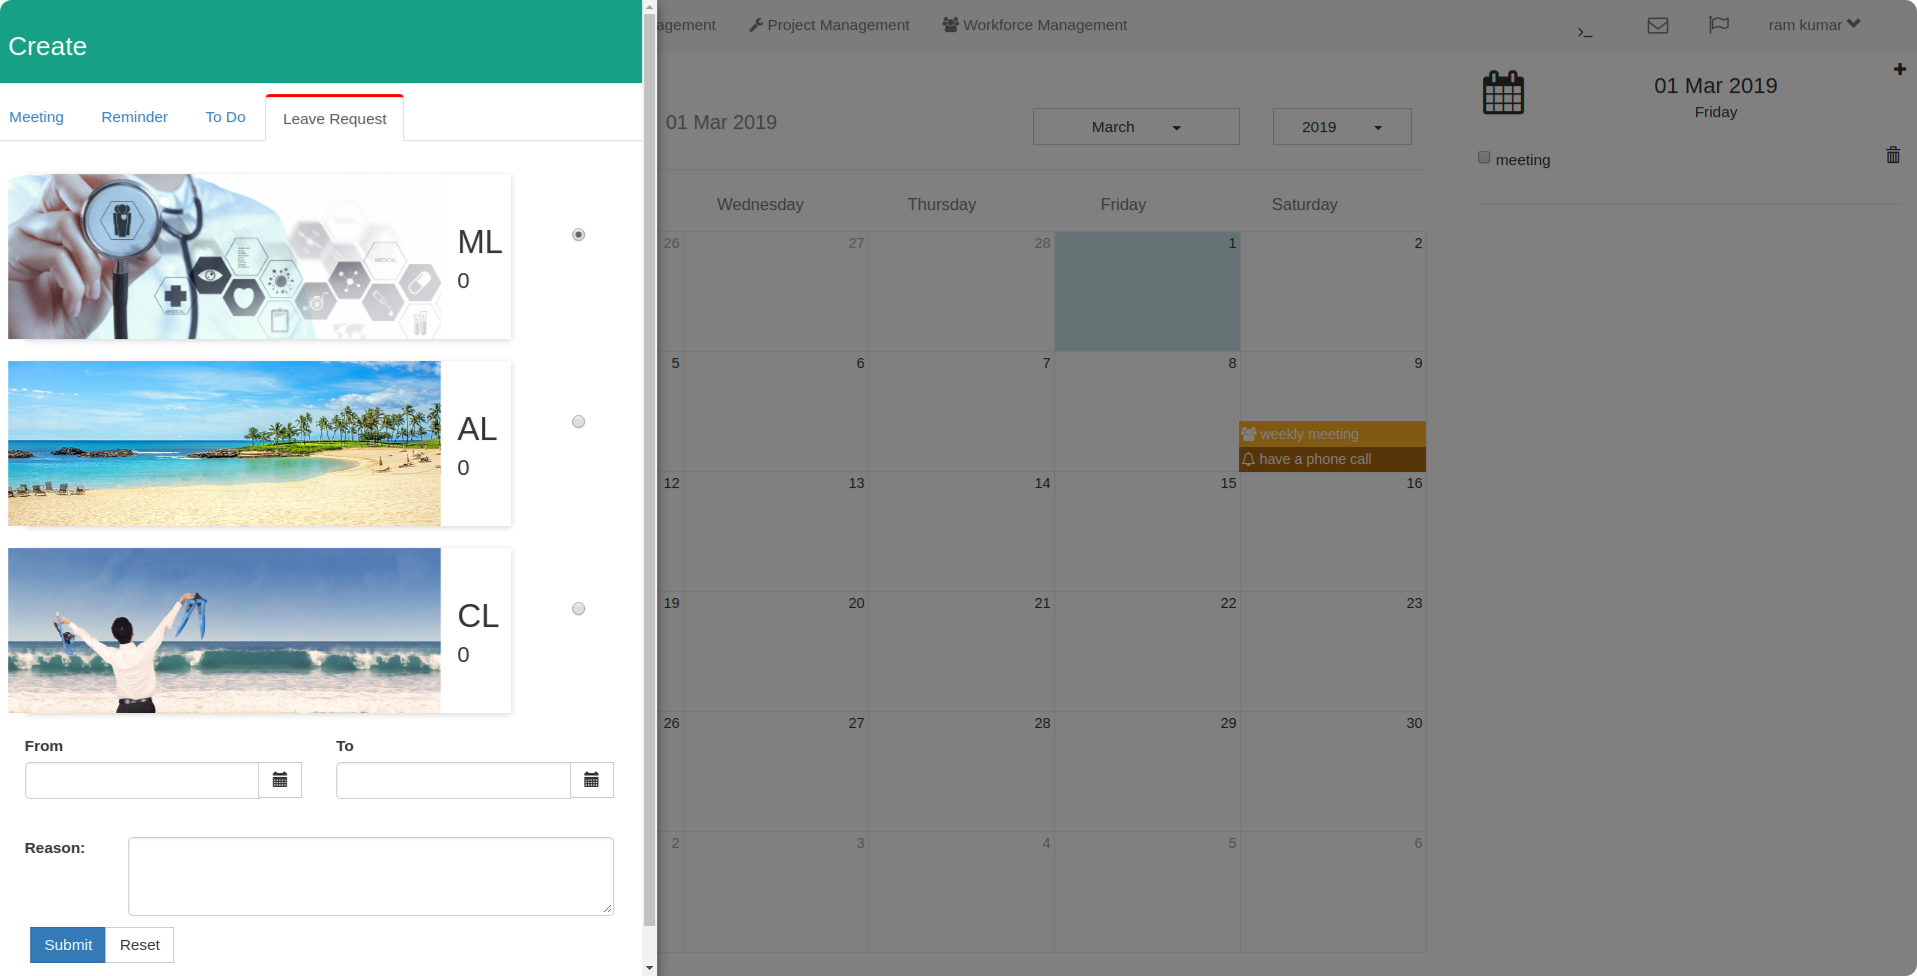 Create
Meeting Reminder To Do Leave Request
ML
0
MEDICAL
MEDICAL
AL
0
CL
0
From To
Reason:
Submit Reset
agement Project Management Workforce Management
>_ ram kumar
01 Mar 2019 March 2019
Wednesday Thursday Friday Saturday
26 27 28 1 2
5 6 7 8 9
weekly meeting
have a phone call
12 13 14 15 16
19 20 21 22 23
26 27 28 29 30
2 3 4 5 6
01 Mar 2019
Friday
meeting